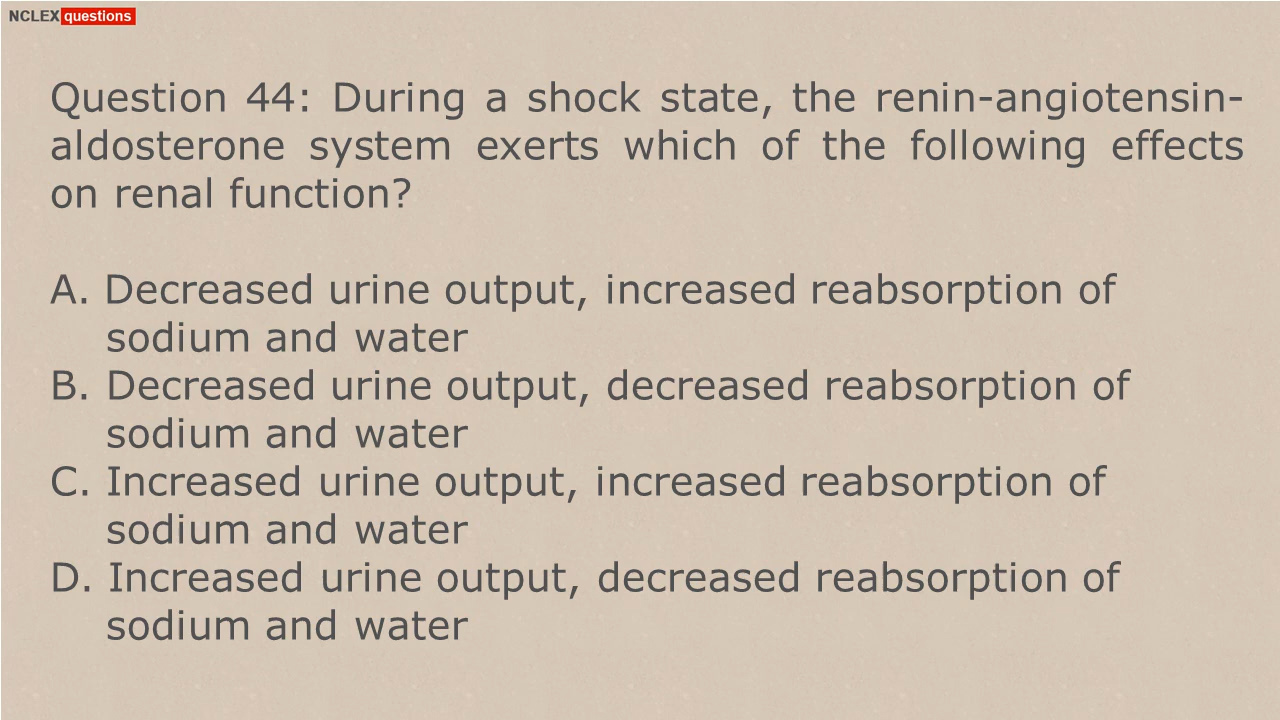 NCLEX questions
Question 44: During a shock state, the renin-angiotensin-
aldosterone system exerts which of the following effects
on renal function?
A. Decreased urine output, increased reabsorption of
sodium and water
B. Decreased urine output, decreased reabsorption of
sodium and water
C. Increased urine output, increased reabsorption of
sodium and water
D. Increased urine output, decreased reabsorption of
sodium and water